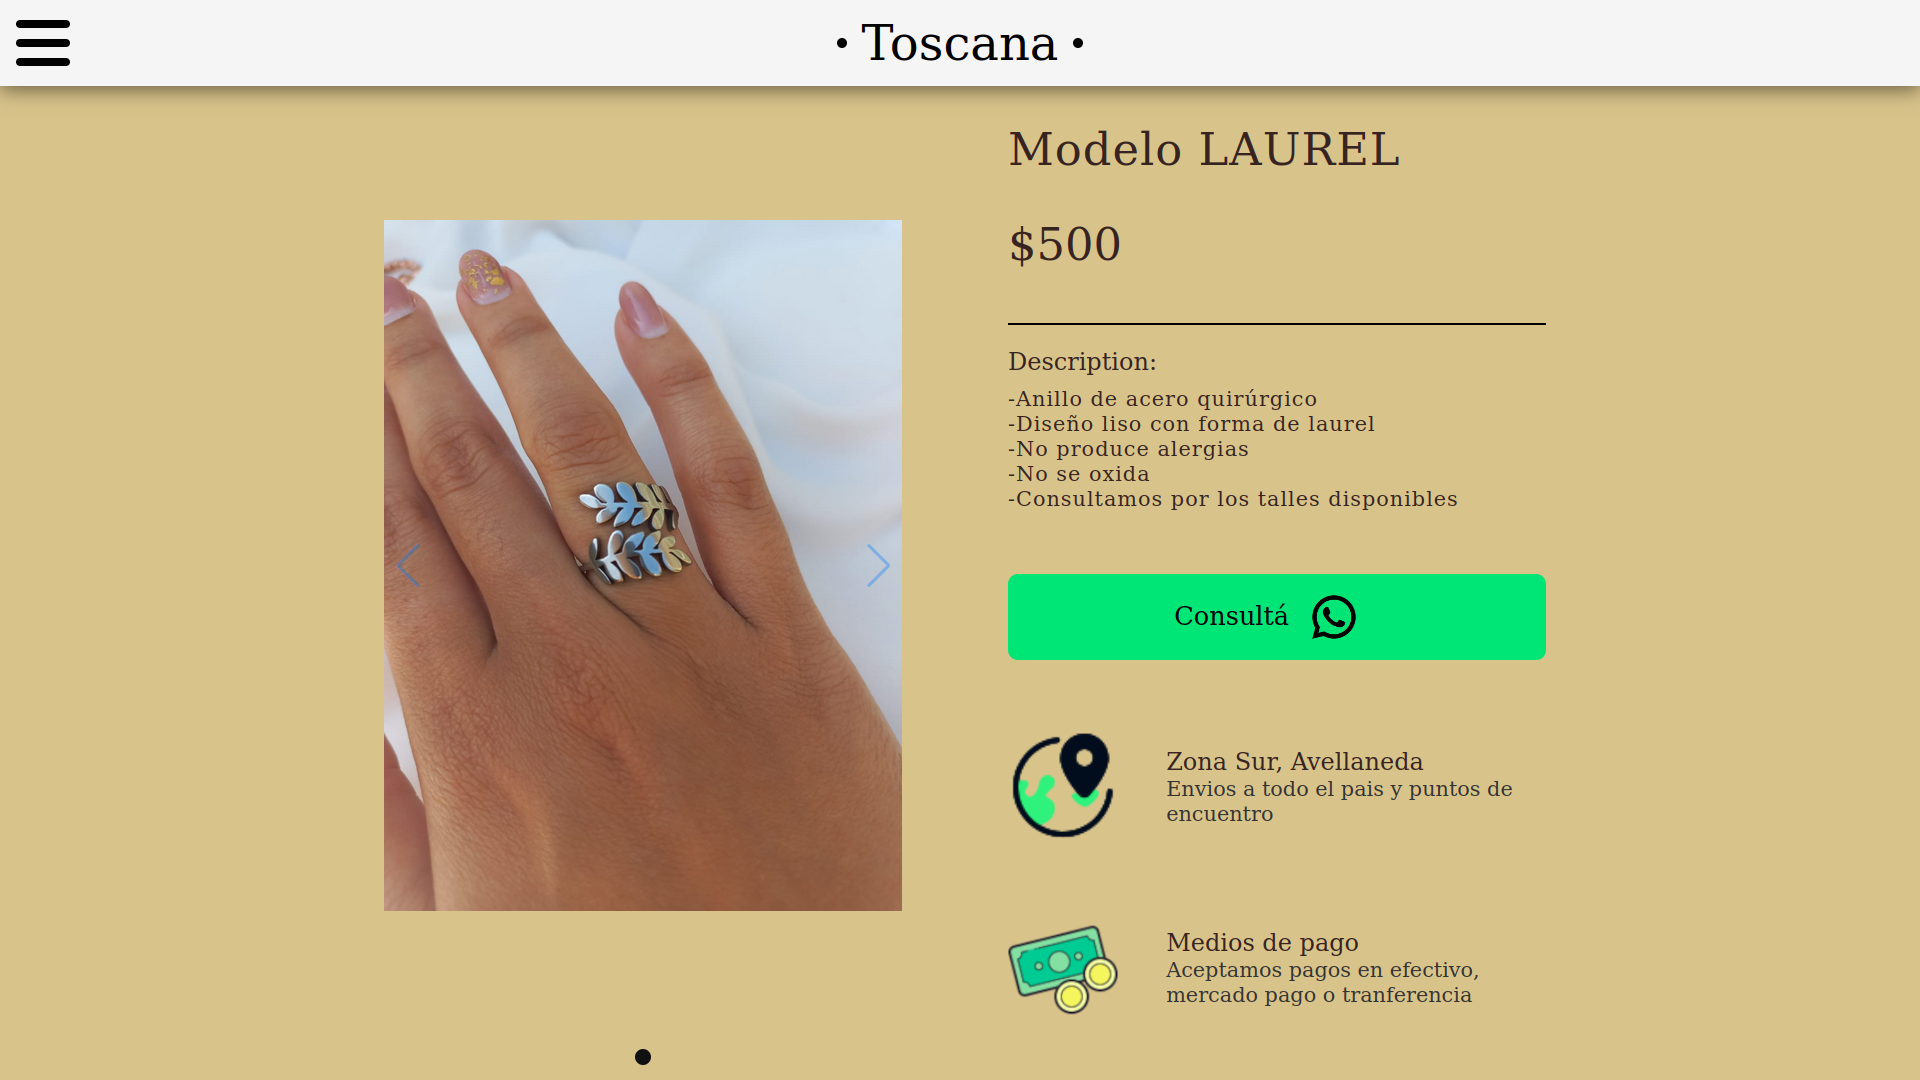 · Toscana ·
Modelo LAUREL
$500
Description:
-Anillo de acero quirúrgico
-Diseño liso con forma de laurel
-No produce alergias
-No se oxida
-Consultamos por los talles disponibles
Consultá
Zona Sur, Avellaneda
Envios a todo el pais y puntos de
encuentro
Medios de pago
Aceptamos pagos en efectivo,
mercado pago o tranferencia